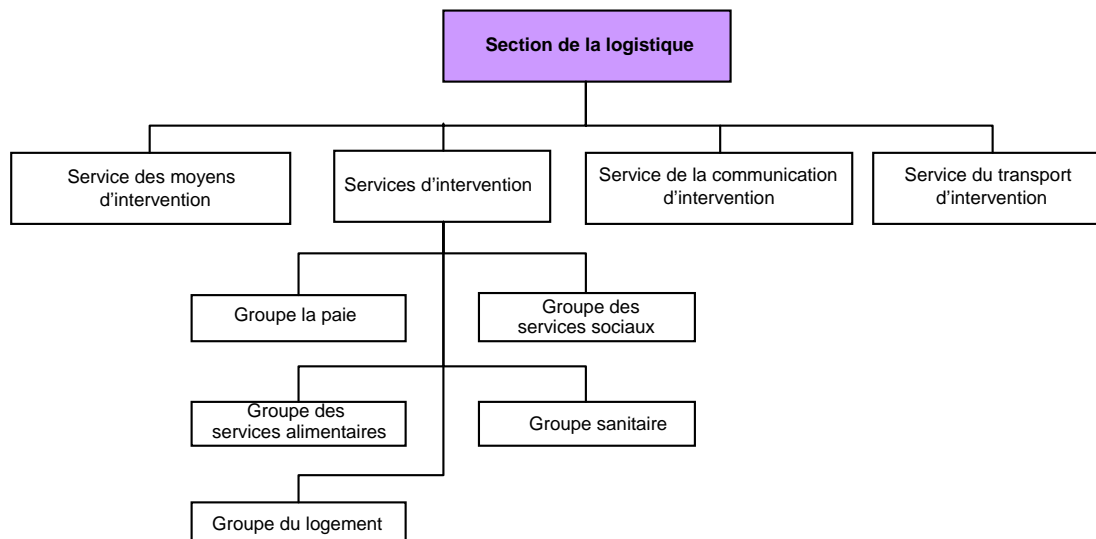 Section de la logistique
Service des moyens
d’intervention
Services d’intervention
Service de la communication
d’intervention
Service du transport
d’intervention
Groupe la paie
Groupe des
services sociaux
Groupe des
services alimentaires
Groupe sanitaire
Groupe du logement